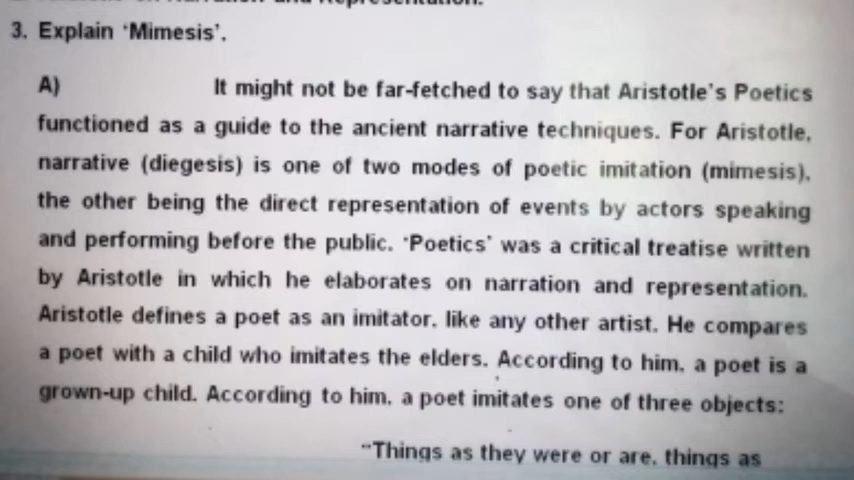 on Narration and Representation.
3. Explain ‘Mimesis’.
A) It might not be far-fetched to say that Aristotle’s Poetics
functioned as a guide to the ancient narrative techniques. For Aristotle,
narrative (diegesis) is one of two modes of poetic imitation (mimesis),
the other being the direct representation of events by actors speaking
and performing before the public. ‘Poetics’ was a critical treatise written
by Aristotle in which he elaborates on narration and representation.
Aristotle defines a poet as an imitator, like any other artist. He compares
a poet with a child who imitates the elders. According to him, a poet is a
grown-up child. According to him, a poet imitates one of three objects:
“Things as they were or are, things as